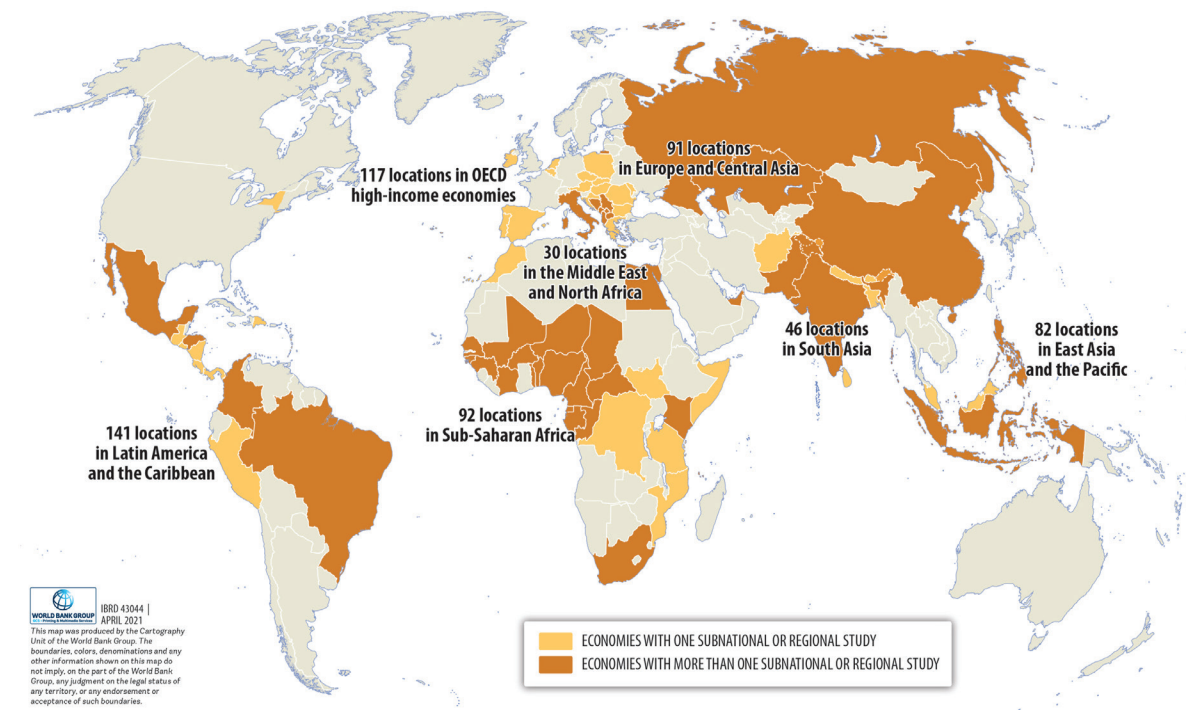 117 locations in OECD
high-income economies
91 locations
in Europe and Central Asia
30 locations
in the Middle East
and North Africa
46 locations
in South Asia
82 locations
in East Asia
and the Pacific
92 locations
in Sub-Saharan Africa
141 locations
in Latin America
and the Caribbean
WORLD BANK GROUP
IBRD 43044 |
APRIL 2021
This map was produced by the Cartography
Unit of the World Bank Group. The
boundaries, colors, denominations and any
other information shown on this map do
not imply, on the part of the World Bank
Group, any judgment on the legal status of
any territory, or any endorsement or
acceptance of such boundaries.
ECONOMIES WITH ONE SUBNATIONAL OR REGIONAL STUDY
ECONOMIES WITH MORE THAN ONE SUBNATIONAL OR REGIONAL STUDY